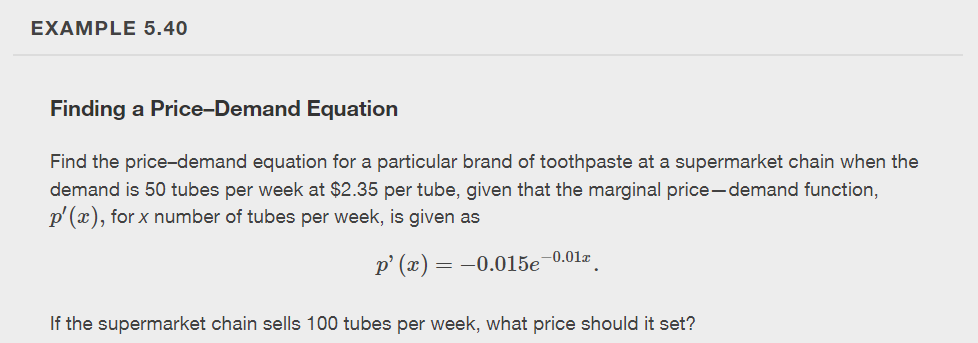 EXAMPLE 5.40
Finding a Price–Demand Equation
Find the price–demand equation for a particular brand of toothpaste at a supermarket chain when the
demand is 50 tubes per week at $2.35 per tube, given that the marginal price—demand function,
p′(x), for x number of tubes per week, is given as
p’(x) = −0.015e^{−0.01x}.
If the supermarket chain sells 100 tubes per week, what price should it set?